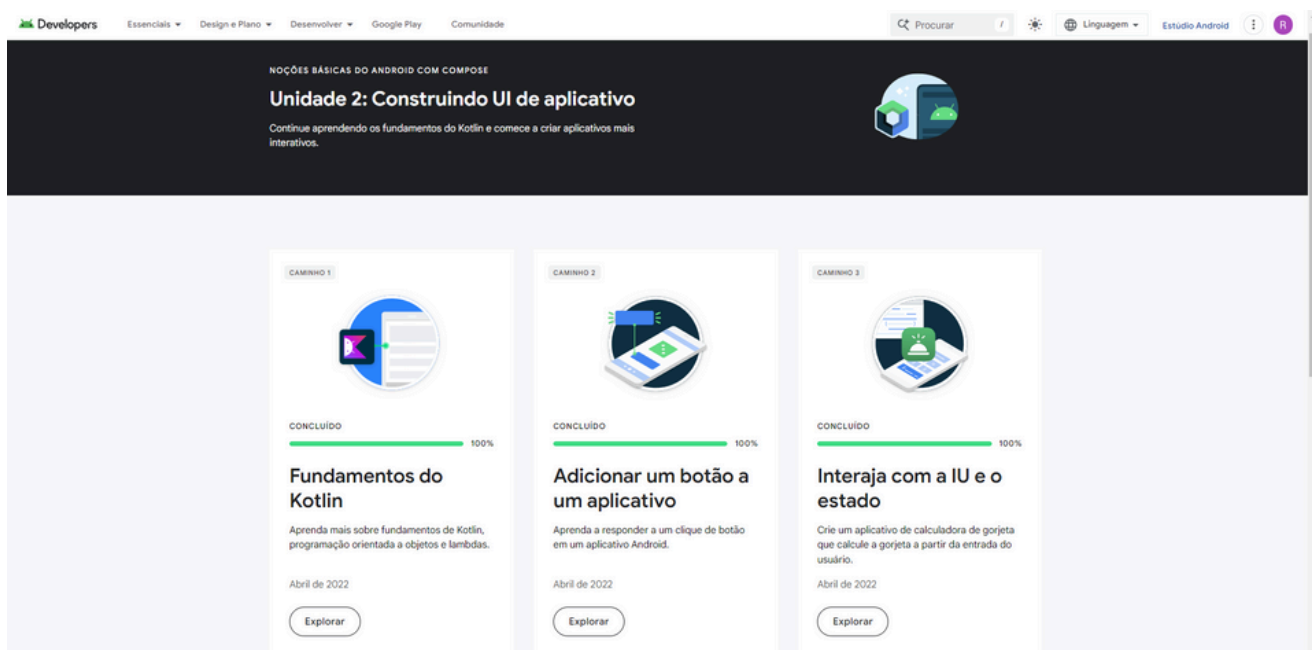 Developers Essenciais Design e Plano Desenvolver Google Play Comunidade Procurar / Linguagem Estúdio Android R
NOÇÕES BÁSICAS DO ANDROID COM COMPOSE
Unidade 2: Construindo UI de aplicativo
Continue aprendendo os fundamentos do Kotlin e comece a criar aplicativos mais
interativos.
CAMINHO 1
CONCLUÍDO
100%
Fundamentos do
Kotlin
Aprenda mais sobre fundamentos de Kotlin,
programação orientada a objetos e lambdas.
Abril de 2022
Explorar
CAMINHO 2
CONCLUÍDO
100%
Adicionar um botão a
um aplicativo
Aprenda a responder a um clique de botão
em um aplicativo Android.
Abril de 2022
Explorar
CAMINHO 3
CONCLUÍDO
100%
Interaja com a IU e o
estado
Crie um aplicativo de calculadora de gorjeta
que calcule a gorjeta a partir da entrada do
usuário.
Abril de 2022
Explorar